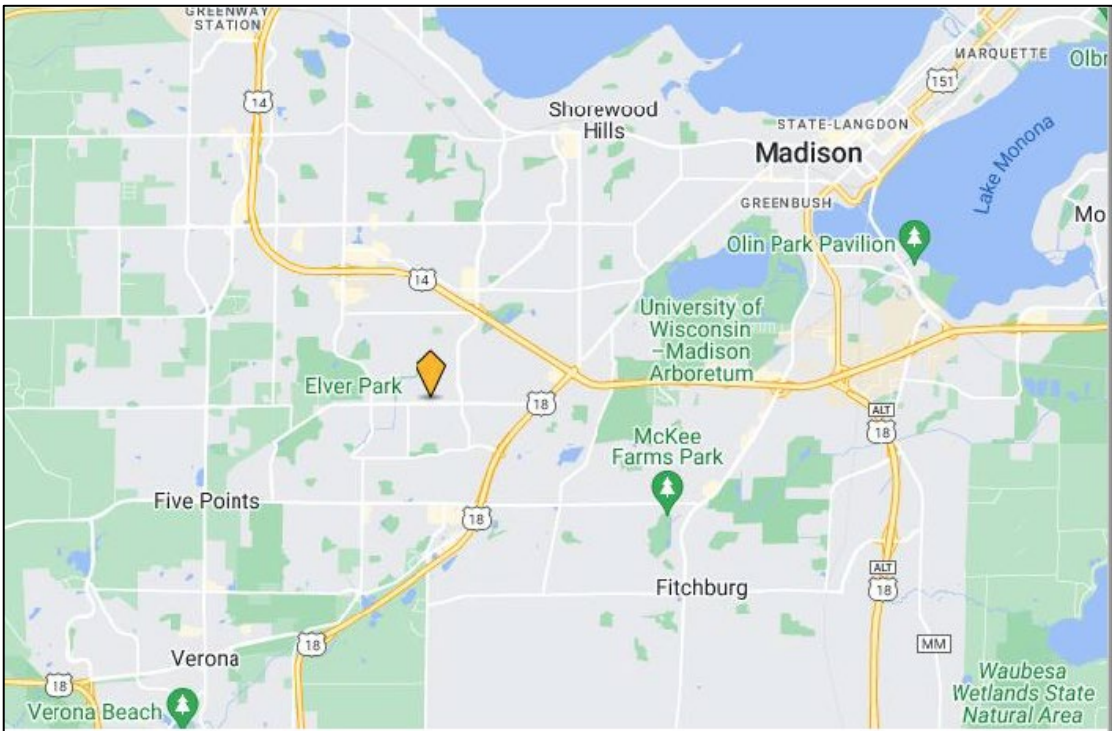 GREENWAY
STATION
MARQUETTE
Olbr
14
151
Shorewood
Hills
STATE-LANGDON
Madison
Lake Monona
GREENBUSH
Mo
Olin Park Pavilion
14
University of
Wisconsin
–Madison
Arboretum
Elver Park
18
ALT
18
McKee
Farms Park
Five Points
18
ALT
18
Fitchburg
18
MM
Verona
18
Verona Beach
Waubesa
Wetlands State
Natural Area